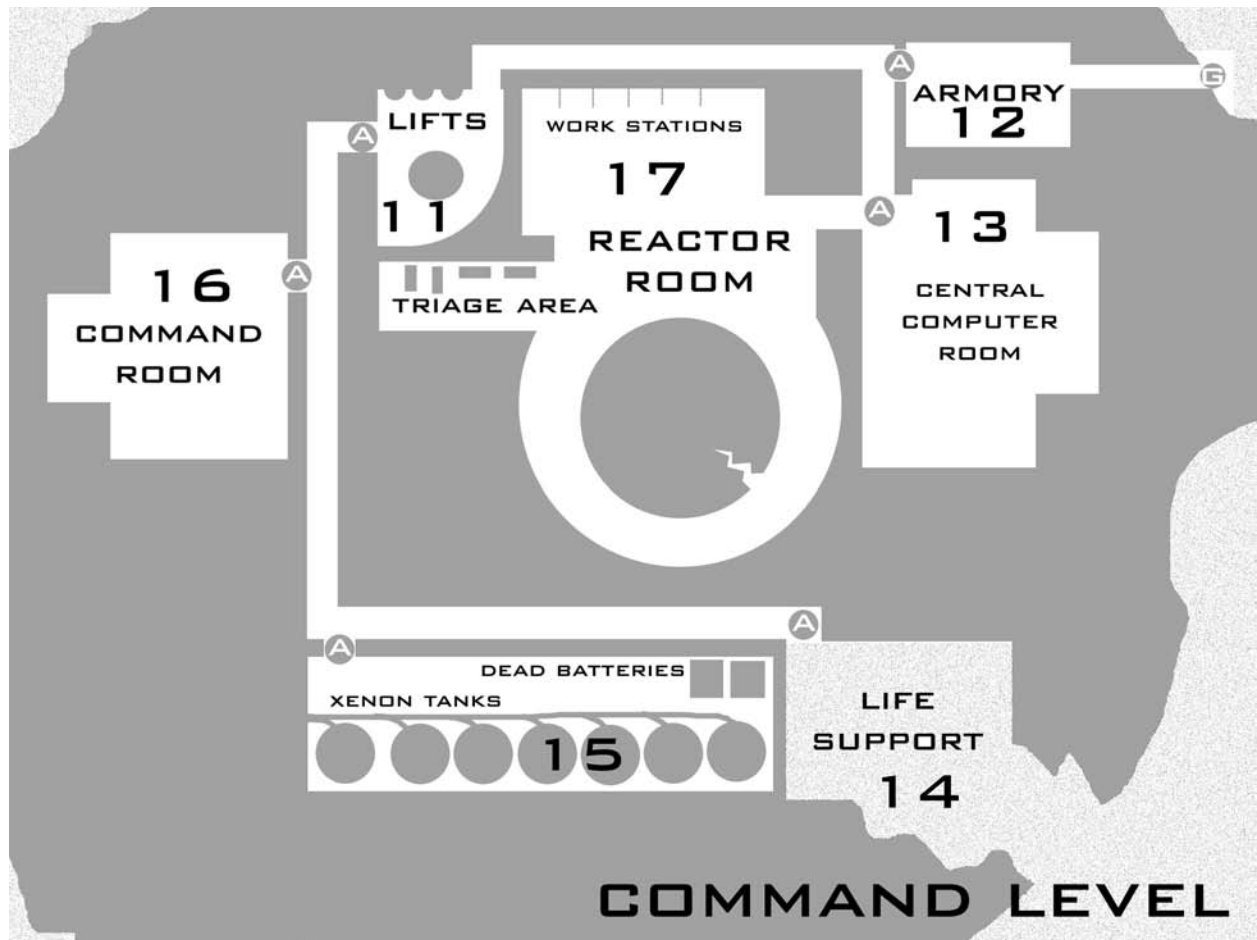 A
ARMORY
12
G
LIFTS
A
11
WORK STATIONS
17
REACTOR
ROOM
A
13
CENTRAL
COMPUTER
ROOM
A
16
COMMAND
ROOM
TRIAGE AREA
A
A
DEAD BATTERIES
XENON TANKS
15
LIFE
SUPPORT
14
COMMAND LEVEL